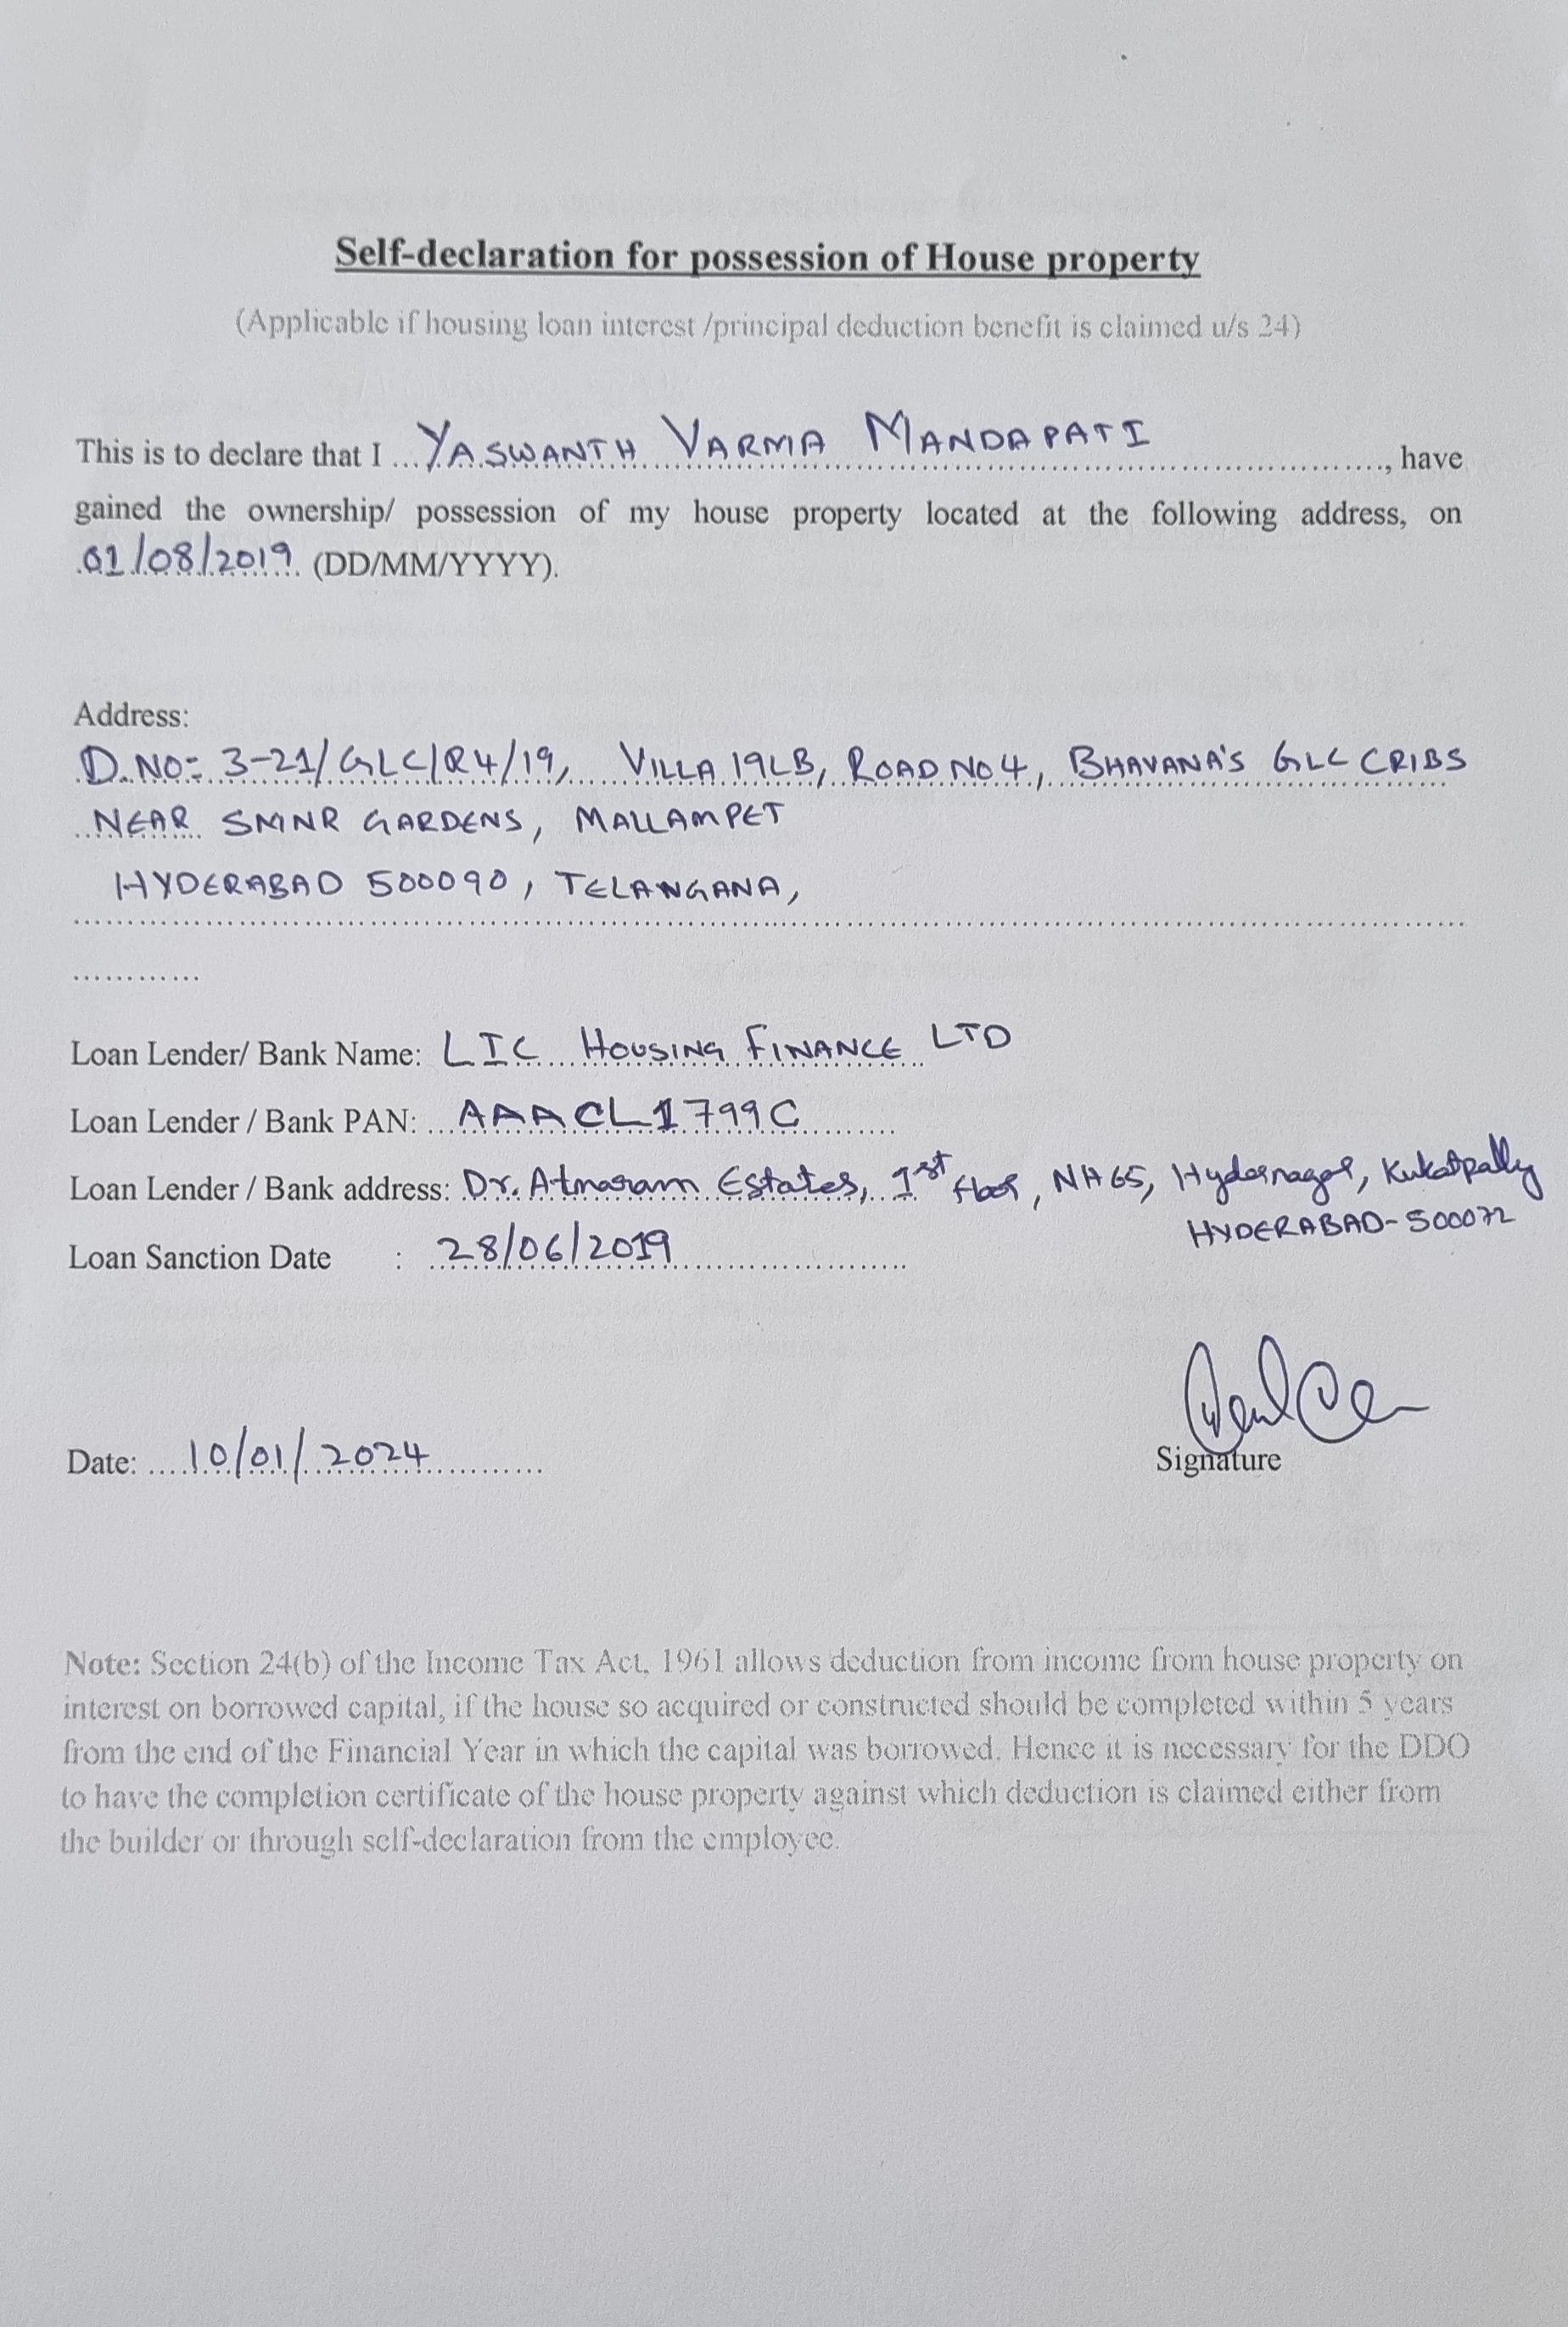 Self-declaration for possession of House property
(Applicable if housing loan interest /principal deduction benefit is claimed u/s 24)
This is to declare that I ...YASWANTH VARMA MANDAPATI......, have
gained the ownership/ possession of my house property located at the following address, on
01/08/2019. (DD/MM/YYYY).
Address:
D.NO: 3-21/GLC/R4/19, VILLA 19LB, ROAD NO 4, BHAVANA'S GLC CRIBS
NEAR SMNR GARDENS, MALLAMPET
HYDERABAD 500090, TELANGANA,
Loan Lender/ Bank Name: LIC HOUSING FINANCE LTD
Loan Lender / Bank PAN: AAACL1799C
Loan Lender / Bank address: Dr. Atmaram Estates, 1st floor, NH65, Hydernagar, Kukatpally
HYDERABAD-500072
Loan Sanction Date : 28/06/2019
Date: 10/01/2024
Signature
Note: Section 24(b) of the Income Tax Act, 1961 allows deduction from income from house property on
interest on borrowed capital, if the house so acquired or constructed should be completed within 5 years
from the end of the Financial Year in which the capital was borrowed. Hence it is necessary for the DDO
to have the completion certificate of the house property against which deduction is claimed either from
the builder or through self-declaration from the employee.